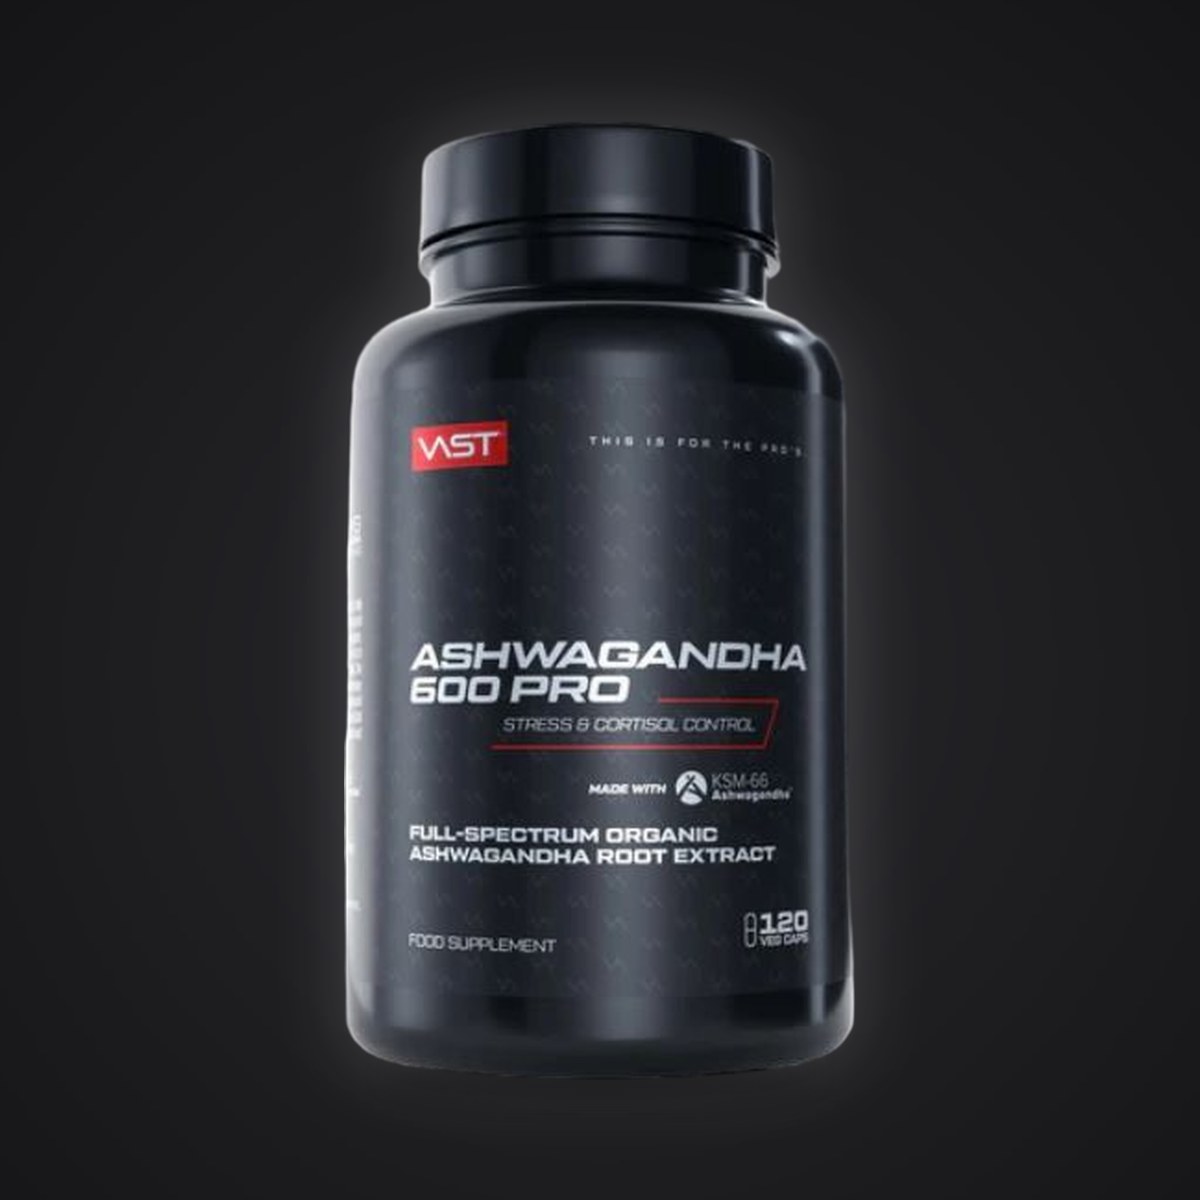 VAST
THIS IS FOR THE PRO'S.
ASHWAGANDHA
600 PRO
STRESS & CORTISOL CONTROL
MADE WITH
KSM-66
Ashwagandha
FULL-SPECTRUM ORGANIC
ASHWAGANDHA ROOT EXTRACT
FOOD SUPPLEMENT
120
VEG CAPS